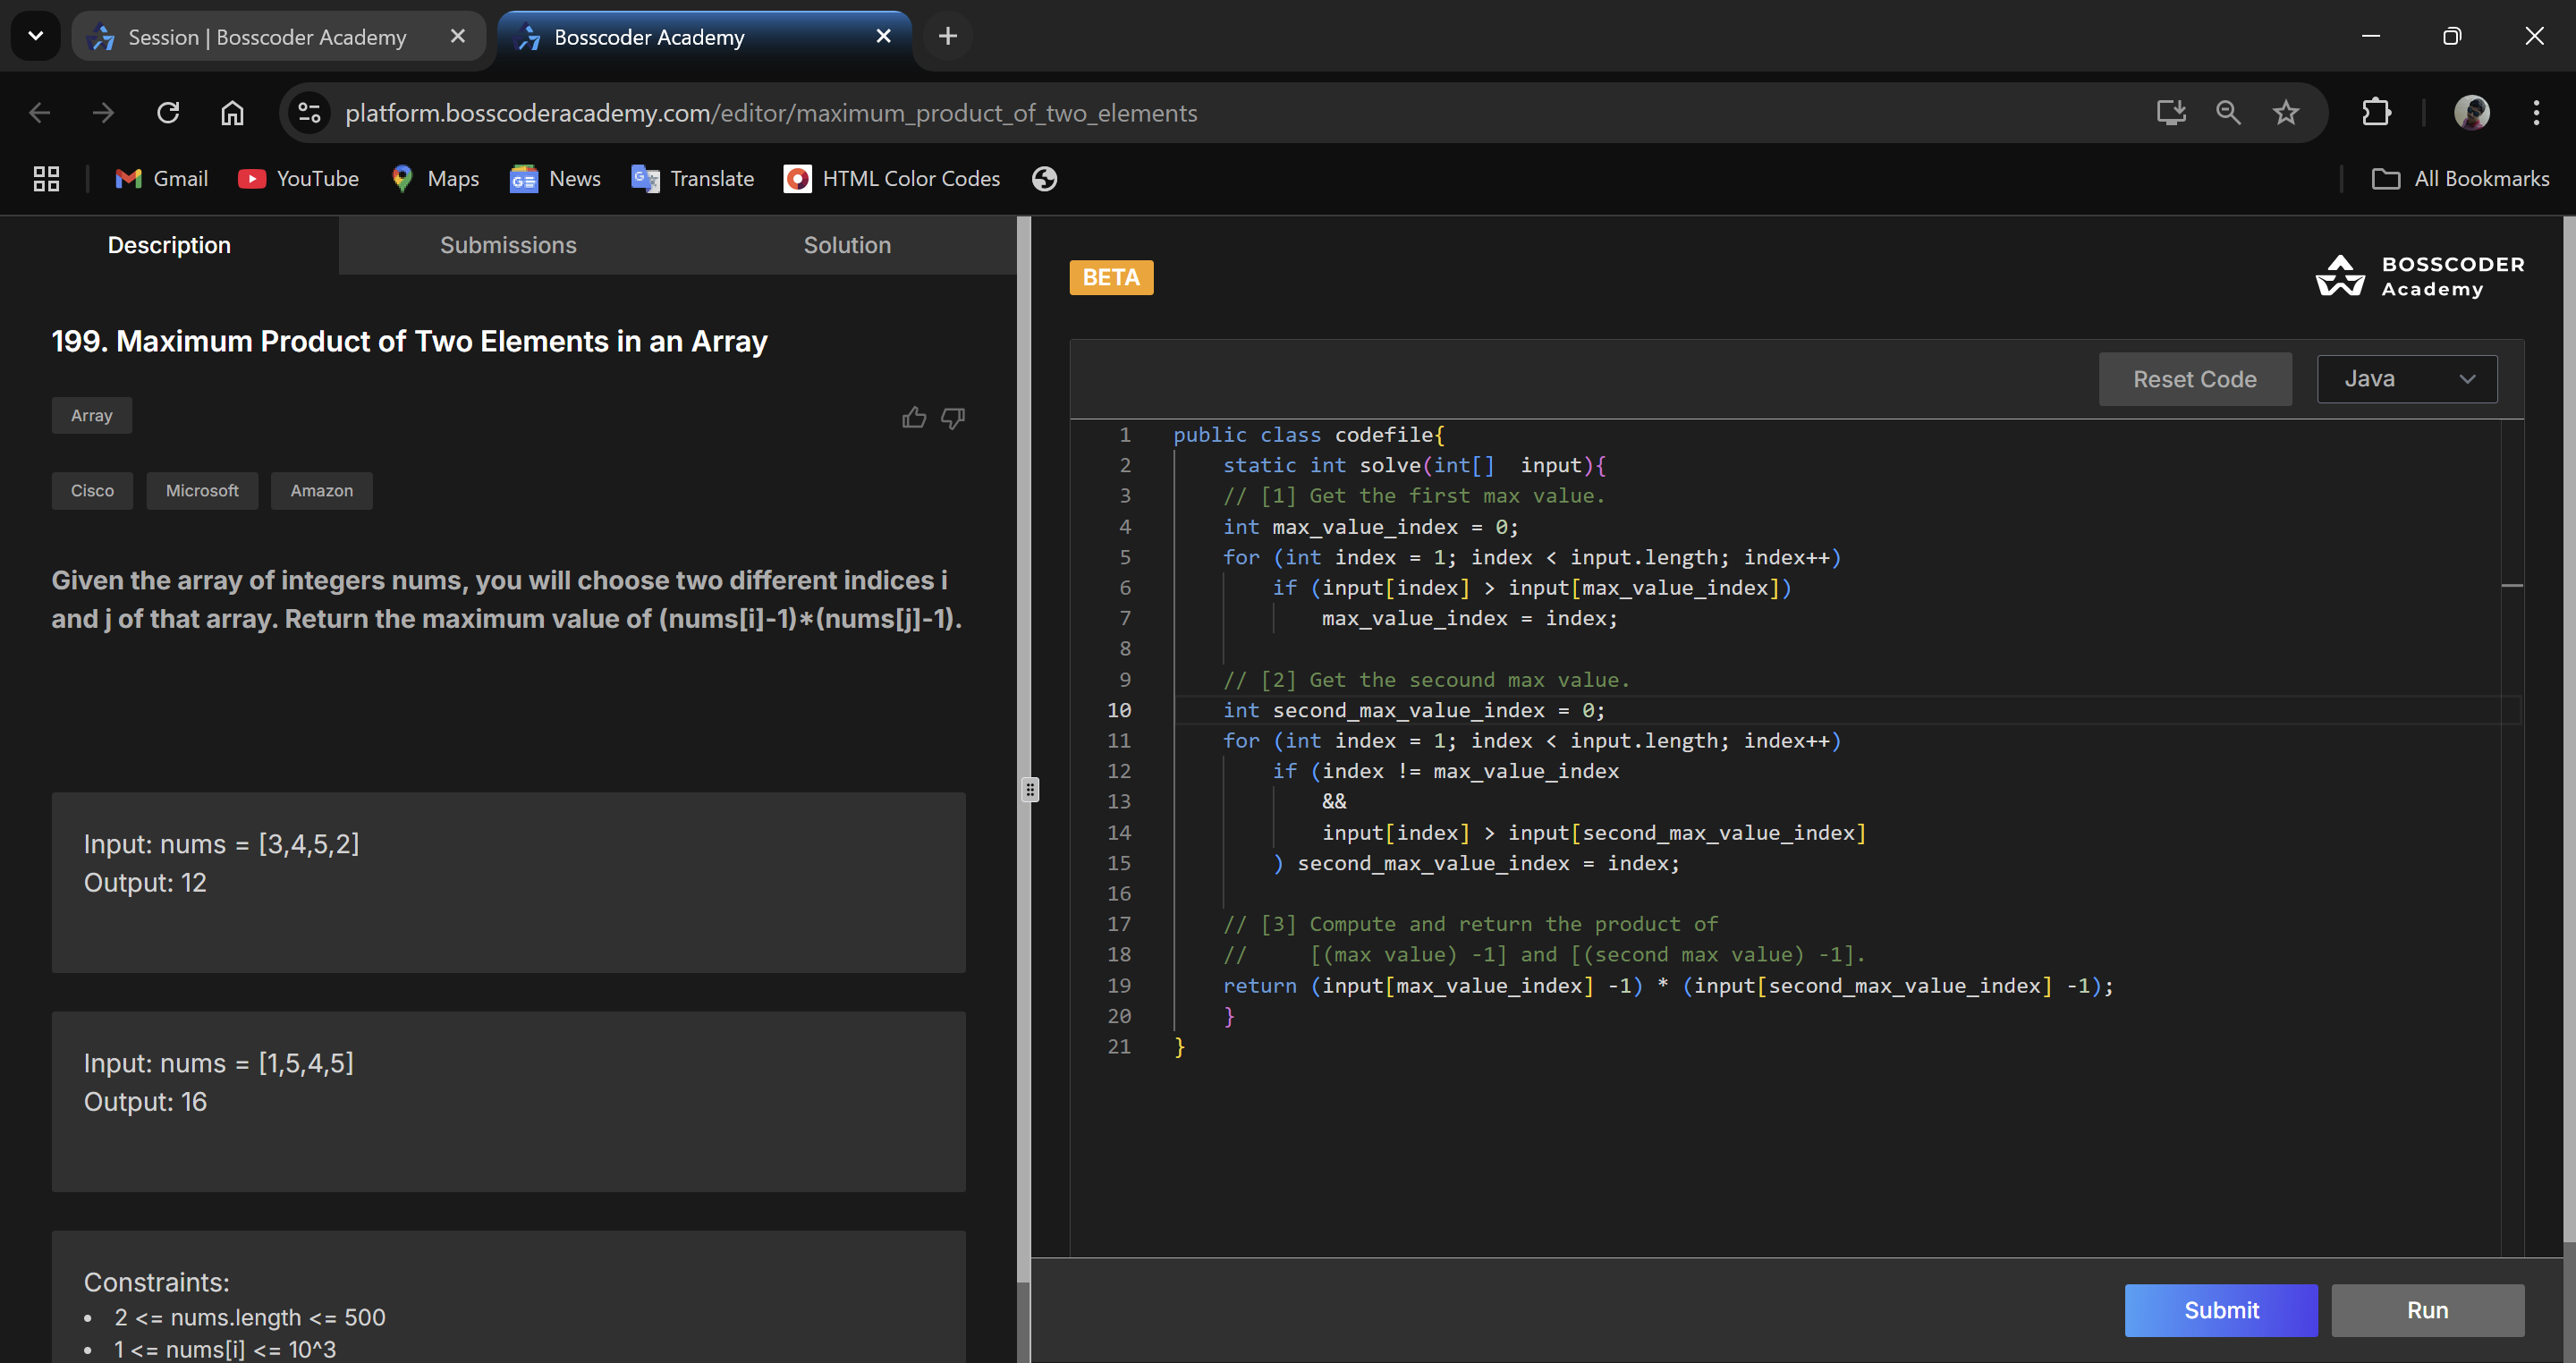 Session | Bosscoder Academy
Bosscoder Academy
platform.bosscoderacademy.com/editor/maximum_product_of_two_elements
Gmail
YouTube
Maps
News
Translate
HTML Color Codes
All Bookmarks
Description
Submissions
Solution
199. Maximum Product of Two Elements in an Array
Array
Cisco
Microsoft
Amazon
Given the array of integers nums, you will choose two different indices i
and j of that array. Return the maximum value of (nums[i]-1)*(nums[j]-1).
Input: nums = [3,4,5,2]
Output: 12
Input: nums = [1,5,4,5]
Output: 16
Constraints:
• 2 <= nums.length <= 500
• 1 <= nums[i] <= 10^3
BETA
BOSSCODER
Academy
Reset Code
Java
1 public class codefile{
2 static int solve(int[]  input){
3 // [1] Get the first max value.
4 int max_value_index = 0;
5 for (int index = 1; index < input.length; index++)
6 if (input[index] > input[max_value_index])
7 max_value_index = index;
8
9 // [2] Get the secound max value.
10 int second_max_value_index = 0;
11 for (int index = 1; index < input.length; index++)
12 if (index != max_value_index
13 &&
14 input[index] > input[second_max_value_index]
15 ) second_max_value_index = index;
16
17 // [3] Compute and return the product of
18 //     [(max value) -1] and [(second max value) -1].
19 return (input[max_value_index] -1) * (input[second_max_value_index] -1);
20 }
21 }
Submit
Run